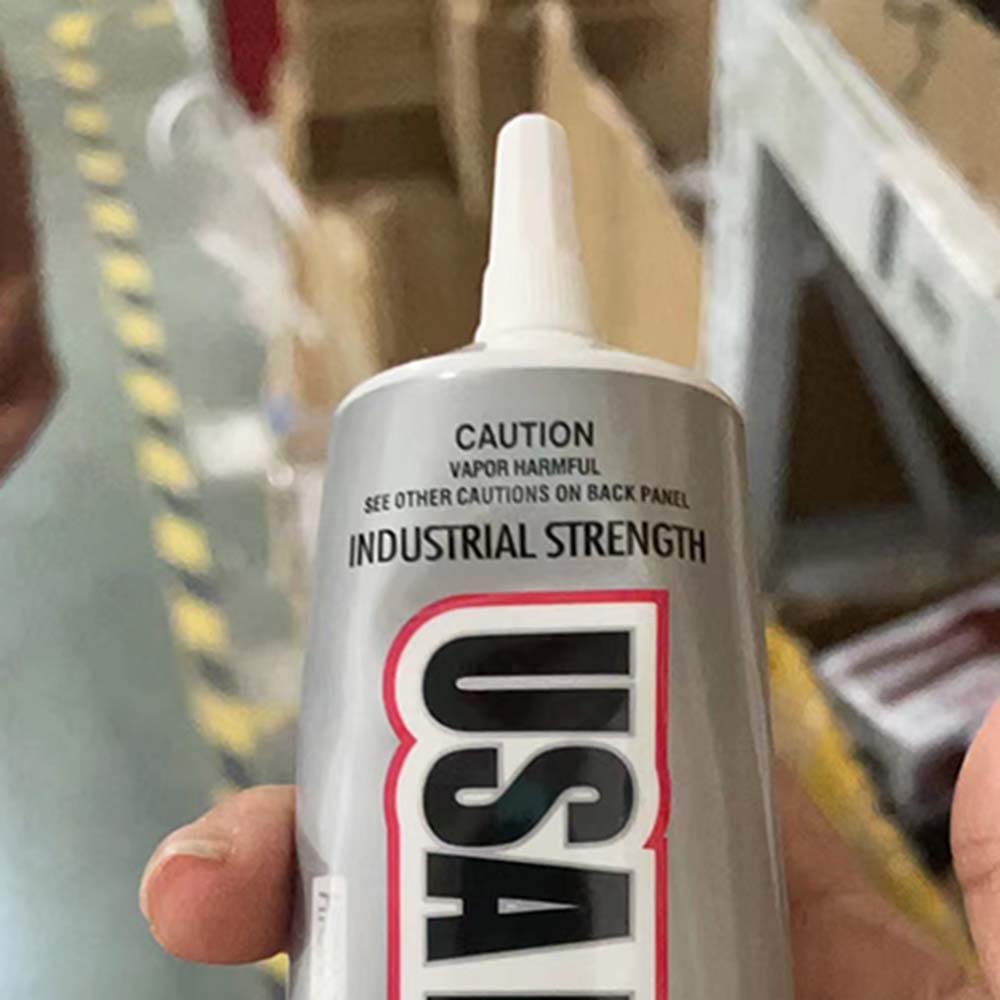 CAUTION
VAPOR HARMFUL
SEE OTHER CAUTIONS ON BACK PANEL
INDUSTRIAL STRENGTH
USA